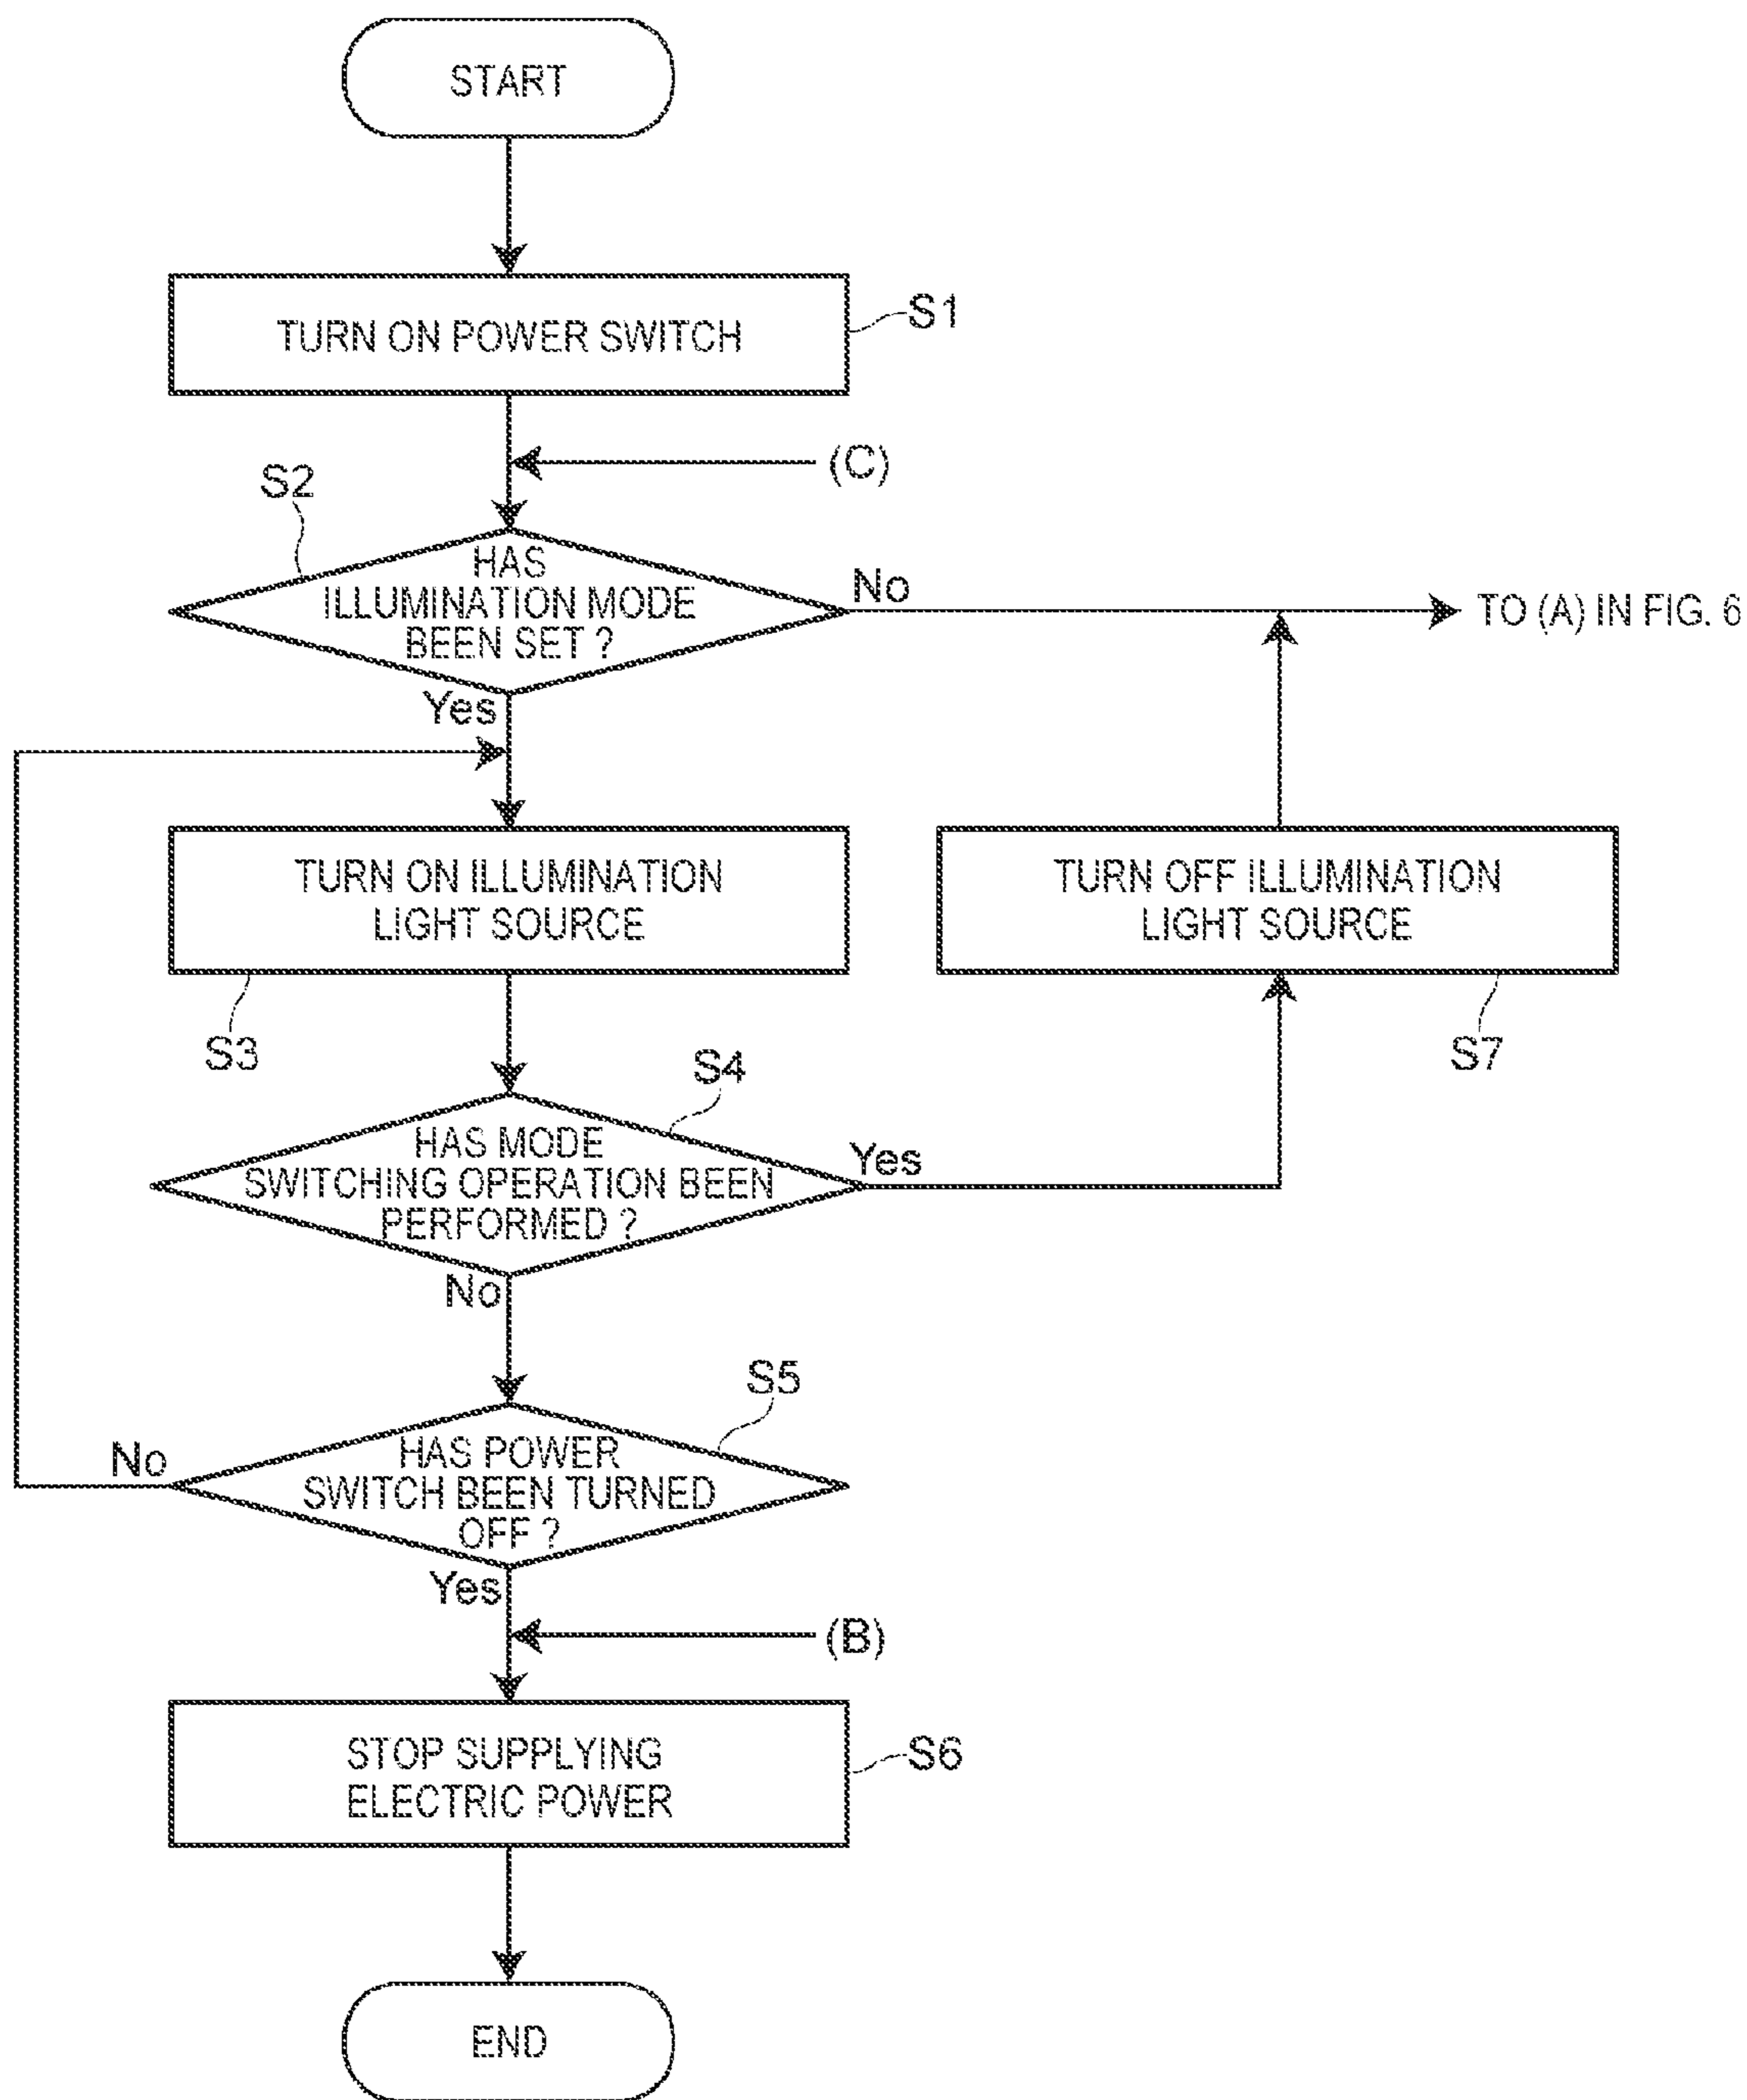 START
TURN ON POWER SWITCH
S1
(C)
S2
HAS
ILLUMINATION MODE
BEEN SET ?
No
TO (A) IN FIG. 6
Yes
TURN ON ILLUMINATION
LIGHT SOURCE
S3
TURN OFF ILLUMINATION
LIGHT SOURCE
S7
S4
HAS MODE
SWITCHING OPERATION BEEN
PERFORMED ?
Yes
No
S5
HAS POWER
SWITCH BEEN TURNED
OFF ?
No
Yes
(B)
STOP SUPPLYING
ELECTRIC POWER
S6
END